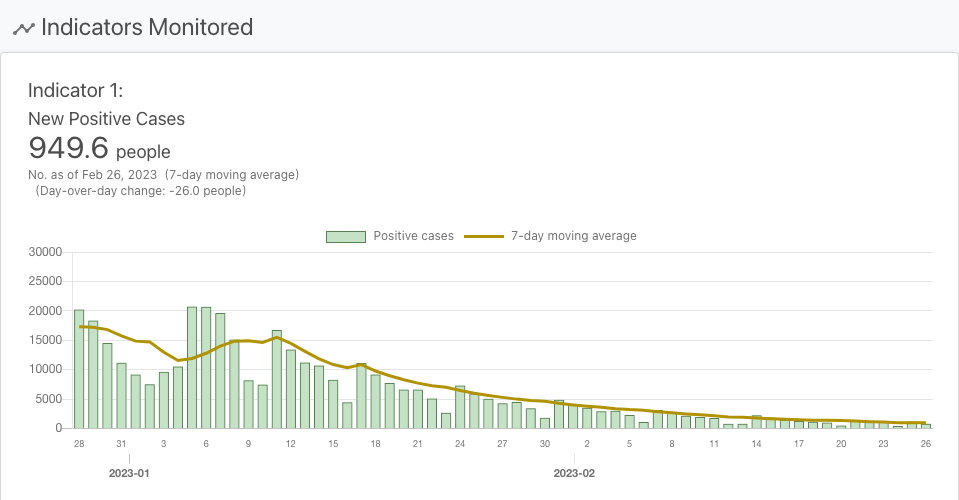 Indicators Monitored
Indicator 1:
New Positive Cases
949.6 people
No. as of Feb 26, 2023 (7-day moving average)
(Day-over-day change: -26.0 people)
Positive cases 7-day moving average
30000
25000
20000
15000
10000
5000
0
28 31 3 6 9 12 15 18 21 24 27 30 2 5 8 11 14 17 20 23 26
2023-01 2023-02